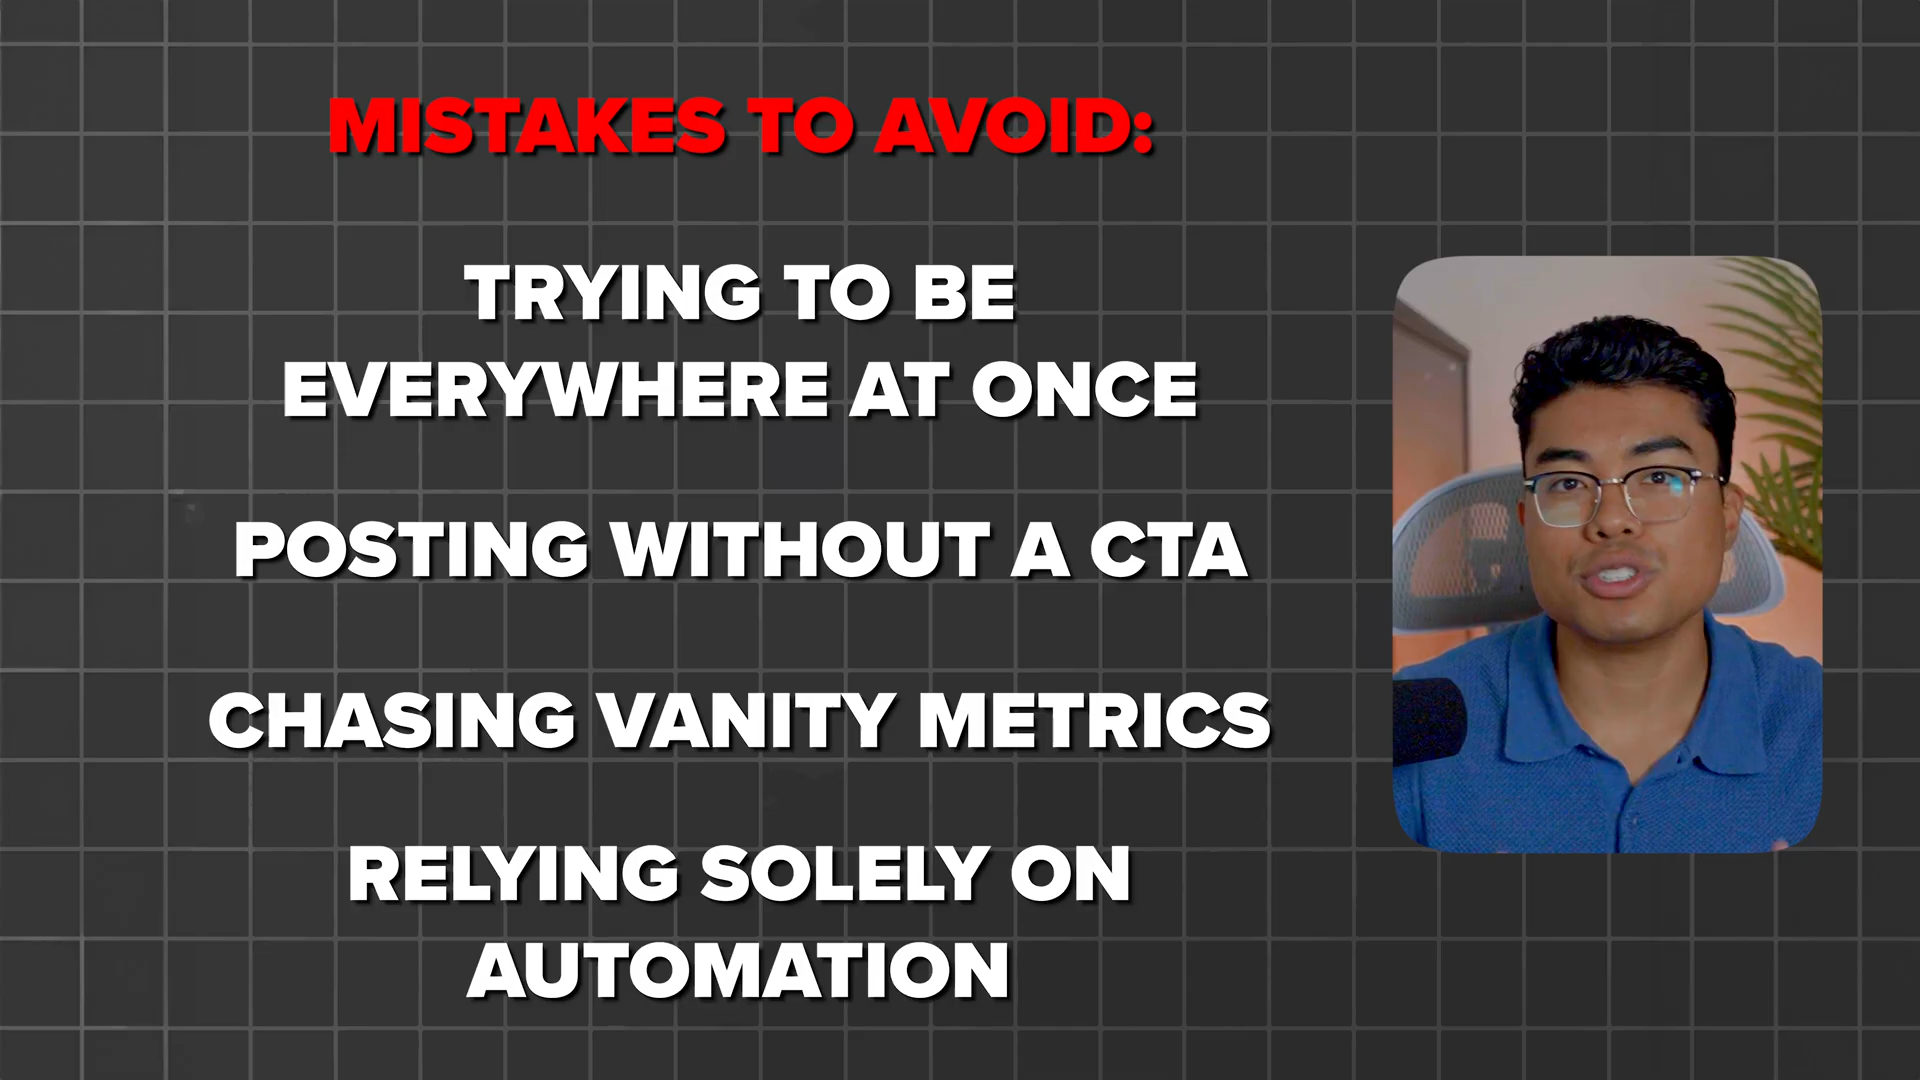 MISTAKES TO AVOID:
TRYING TO BE
EVERYWHERE AT ONCE
POSTING WITHOUT A CTA
CHASING VANITY METRICS
RELYING SOLELY ON
AUTOMATION